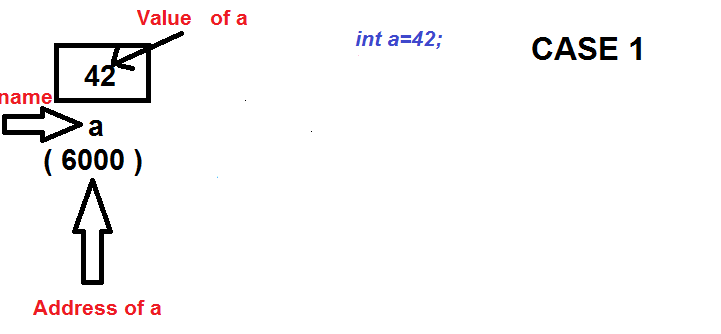 Value of a
int a=42;
CASE 1
42
name
a
( 6000 )
Address of a